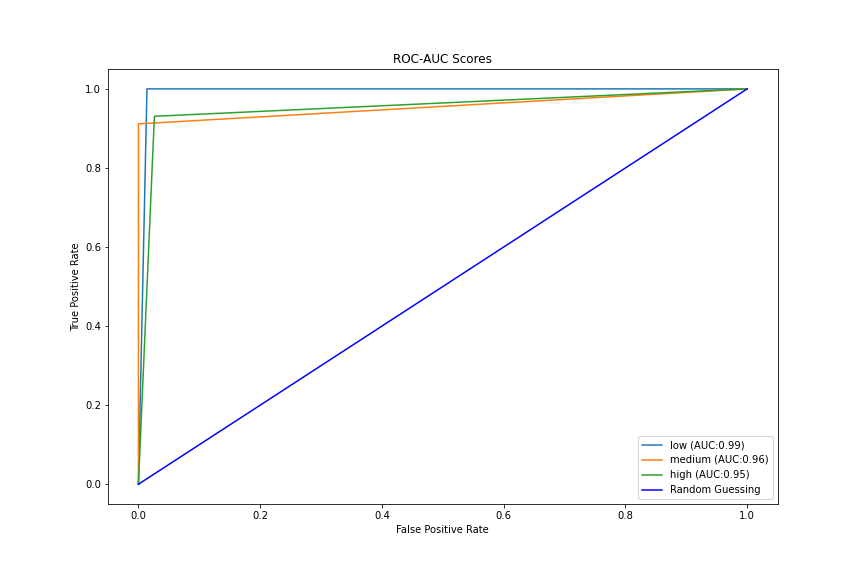 ROC-AUC Scores
True Positive Rate
1.0
0.8
0.6
0.4
0.2
0.0
0.0 0.2 0.4 0.6 0.8 1.0
False Positive Rate
low (AUC:0.99)
medium (AUC:0.96)
high (AUC:0.95)
Random Guessing